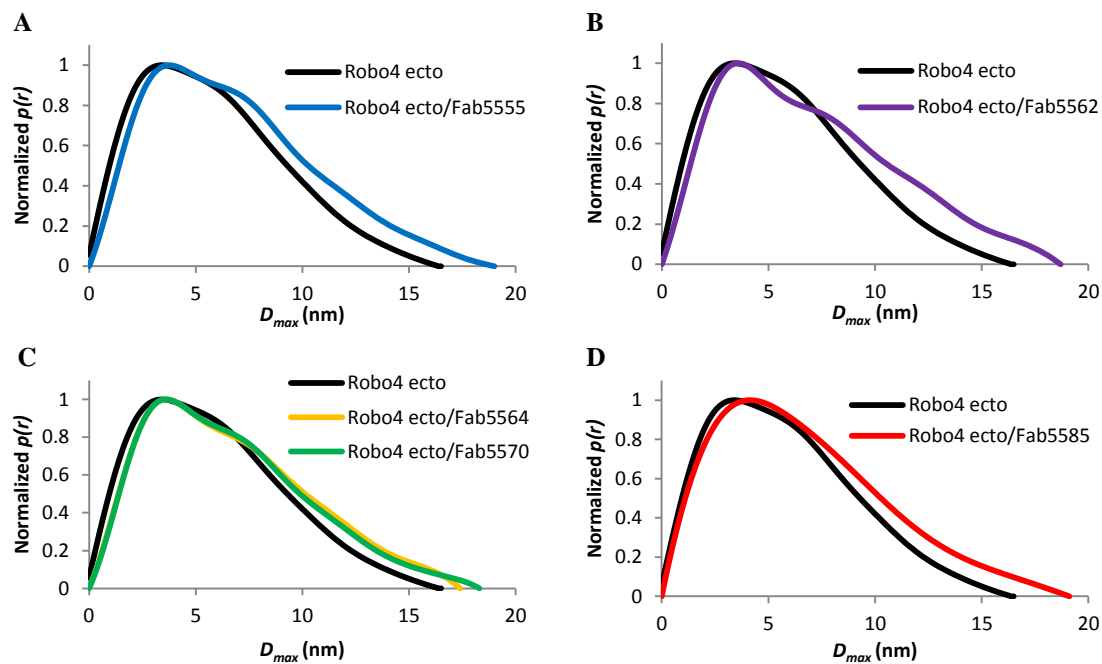 A
Normalized p(r)
1
0.8
0.6
0.4
0.2
0
0 5 10 15 20
Dmax (nm)
Robo4 ecto
Robo4 ecto/Fab5555
B
Normalized p(r)
1
0.8
0.6
0.4
0.2
0
0 5 10 15 20
Dmax (nm)
Robo4 ecto
Robo4 ecto/Fab5562
C
Normalized p(r)
1
0.8
0.6
0.4
0.2
0
0 5 10 15 20
Dmax (nm)
Robo4 ecto
Robo4 ecto/Fab5564
Robo4 ecto/Fab5570
D
Normalized p(r)
1
0.8
0.6
0.4
0.2
0
0 5 10 15 20
Dmax (nm)
Robo4 ecto
Robo4 ecto/Fab5585